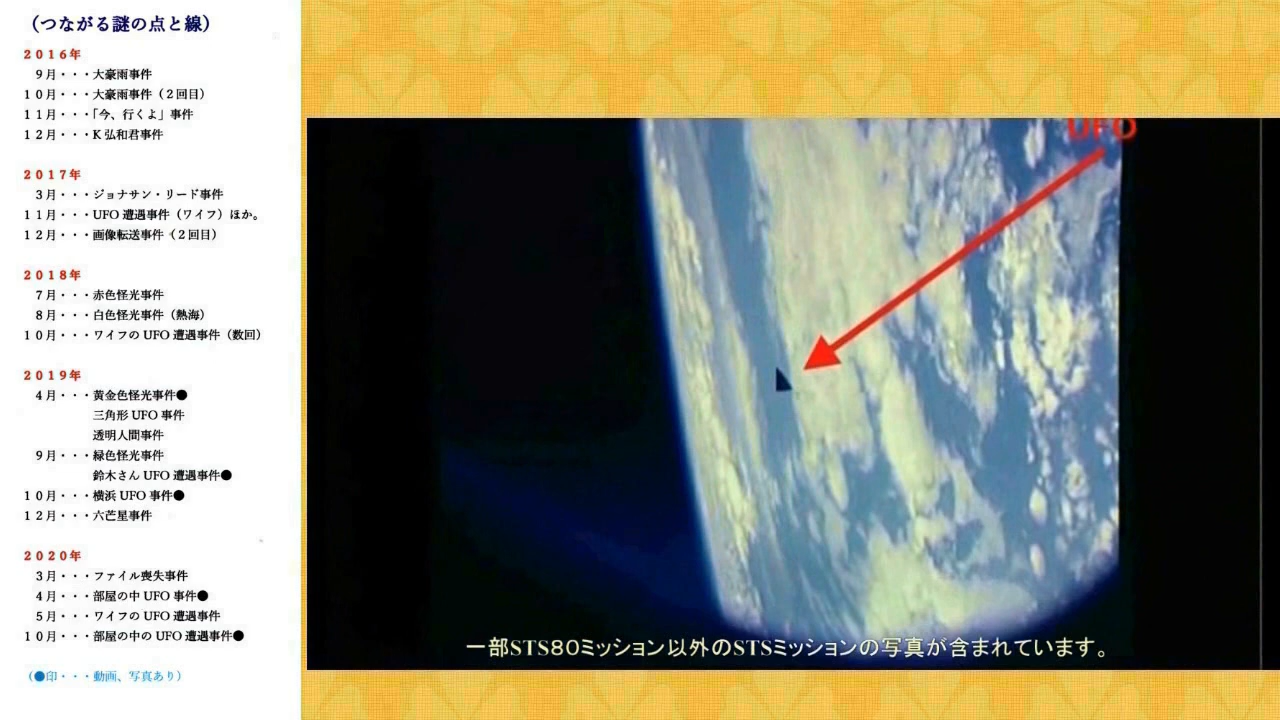 （つながる謎の点と線）
２０１６年
９月・・・大豪雨事件
１０月・・・大豪雨事件（２回目）
１１月・・・「今、行くよ」事件
１２月・・・K 弘和君事件
２０１７年
３月・・・ジョナサン・リード事件
１１月・・・UFO 遭遇事件（ワイフ）ほか。
１２月・・・画像転送事件（２回目）
２０１８年
７月・・・赤色怪光事件
８月・・・白色怪光事件（熱海）
１０月・・・ワイフの UFO 遭遇事件（数回）
２０１９年
４月・・・黄金色怪光事件●
三角形 UFO 事件
透明人間事件
９月・・・緑色怪光事件
鈴木さん UFO 遭遇事件●
１０月・・・横浜 UFO 事件●
１２月・・・六芒星事件
２０２０年
３月・・・ファイル喪失事件
４月・・・部屋の中 UFO 事件●
５月・・・ワイフの UFO 遭遇事件
１０月・・・部屋の中の UFO 遭遇事件●
（●印・・・動画、写真あり）
UFO
一部STS80ミッション以外のSTSミッションの写真が含まれています。